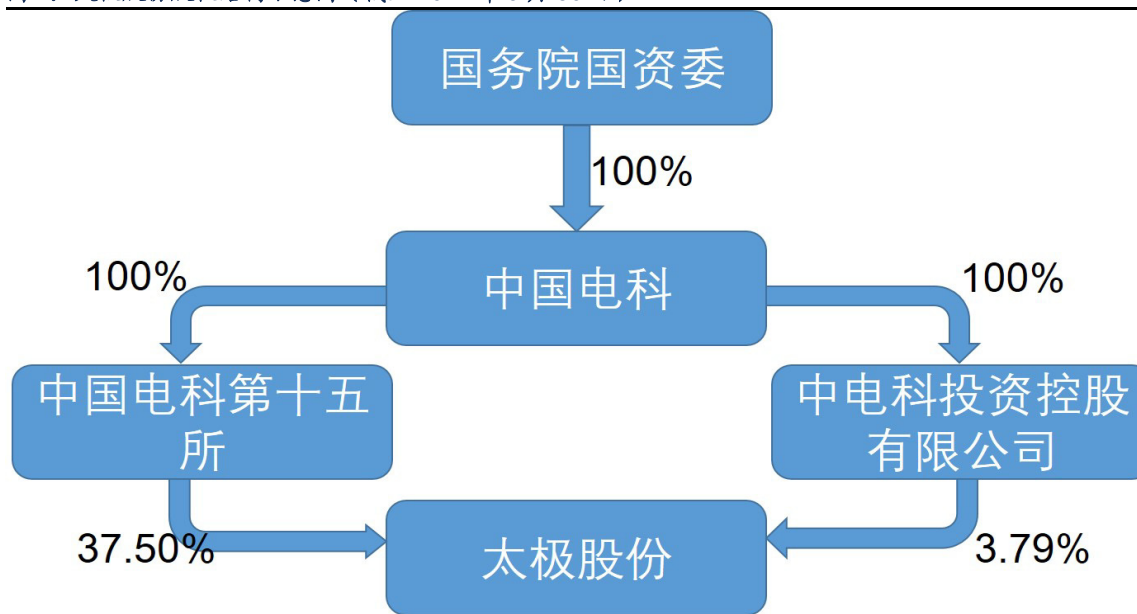 国务院国资委
100%
中国电科
100%
100%
中国电科第十五
所
中电科投资控股
有限公司
37.50%
太极股份
3.79%